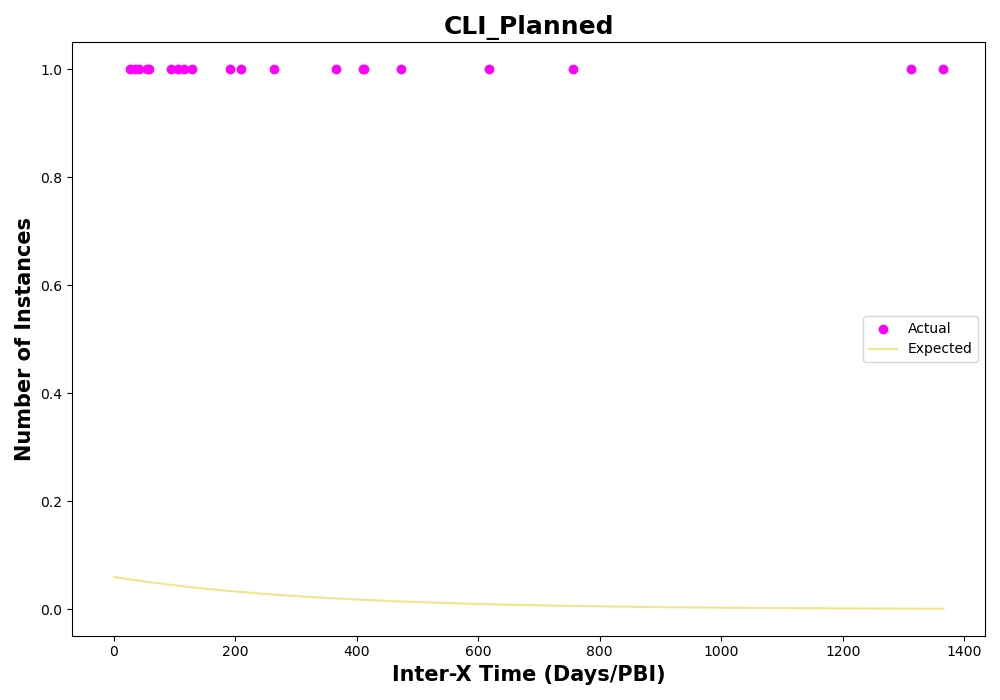 CLI_Planned
Number of Instances
1.0
0.8
0.6
0.4
0.2
0.0
Actual
Expected
0 200 400 600 800 1000 1200 1400
Inter-X Time (Days/PBI)